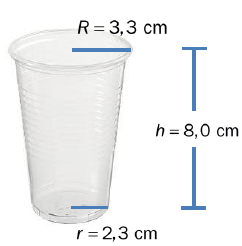 R = 3,3 cm
h = 8,0 cm
r = 2,3 cm